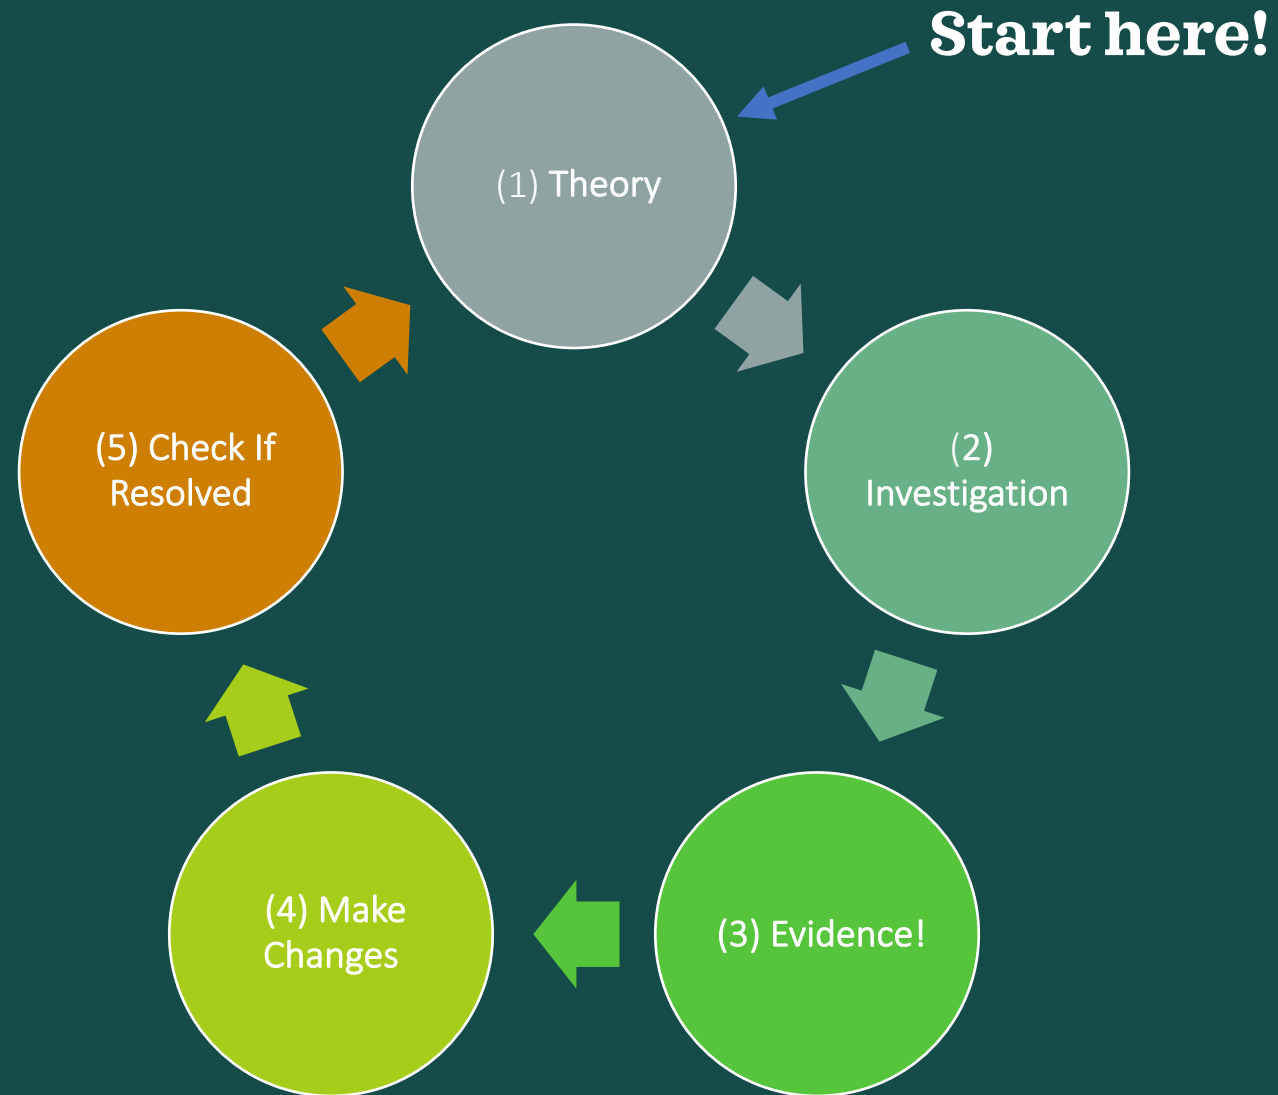 Start here!
(1) Theory
(2)
Investigation
(3) Evidence!
(4) Make
Changes
(5) Check If
Resolved